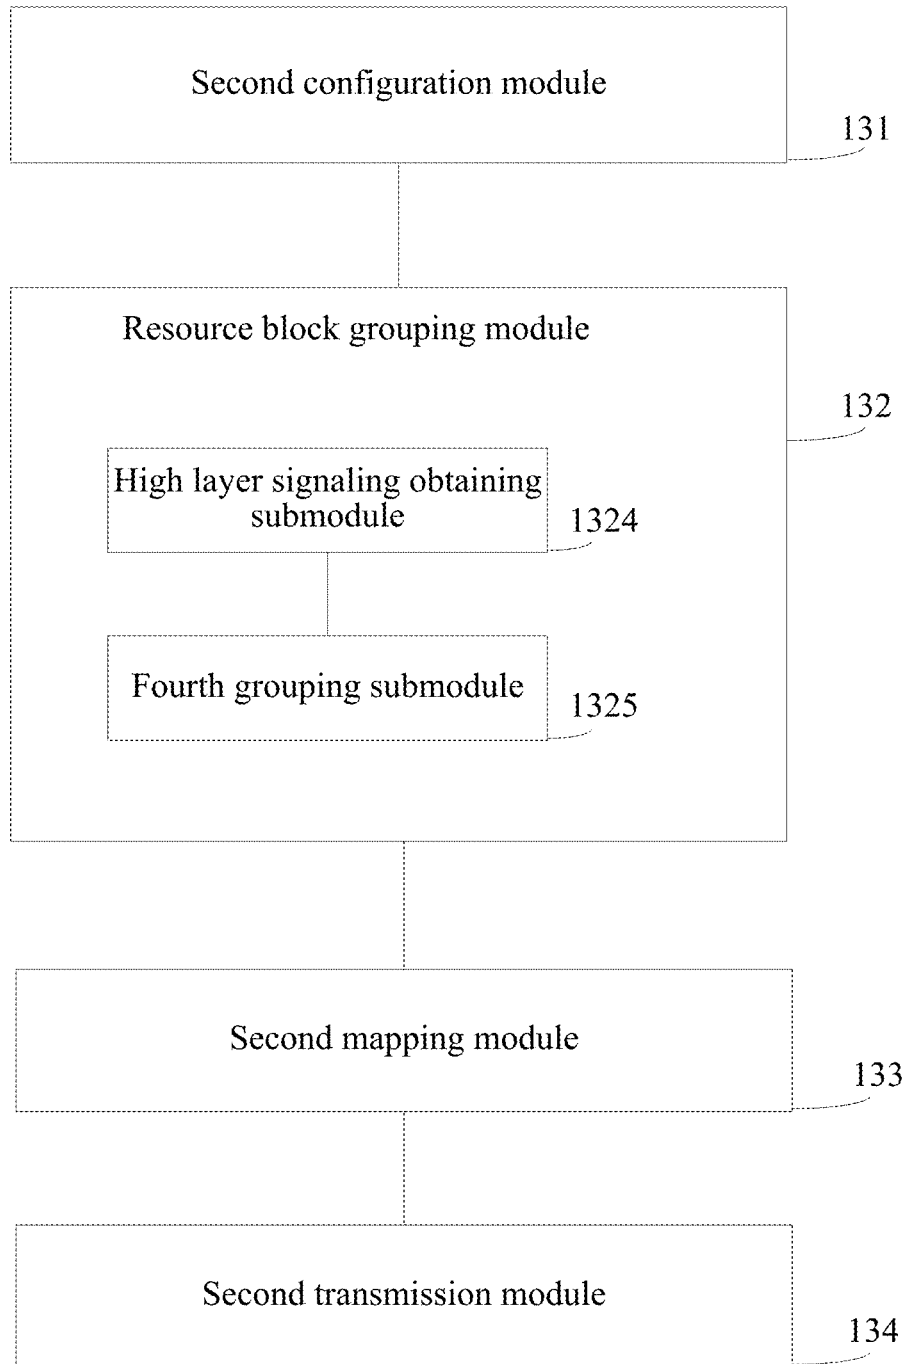 Second configuration module
131
Resource block grouping module
132
High layer signaling obtaining
submodule
1324
Fourth grouping submodule
1325
Second mapping module
133
Second transmission module
134